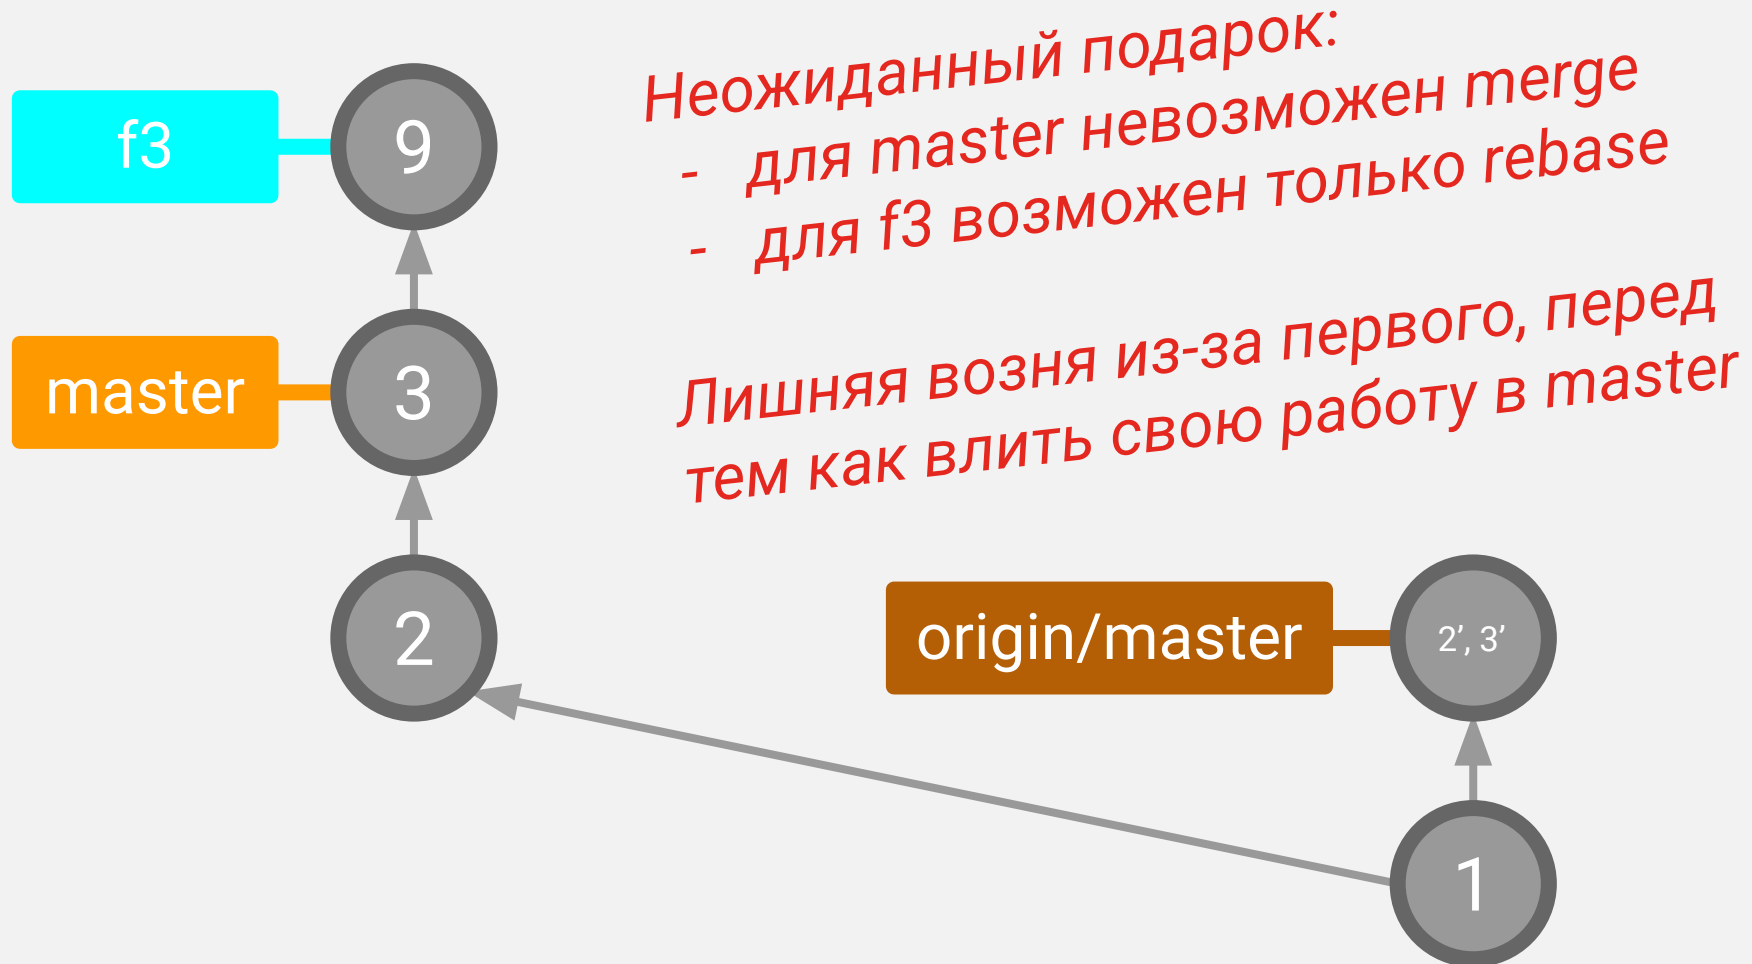 Неожиданный подарок:
- для master невозможен merge
- для f3 возможен только rebase
Лишняя возня из-за первого, перед
тем как влить свою работу в master
f3
9
master
3
2
origin/master
2’, 3’
1